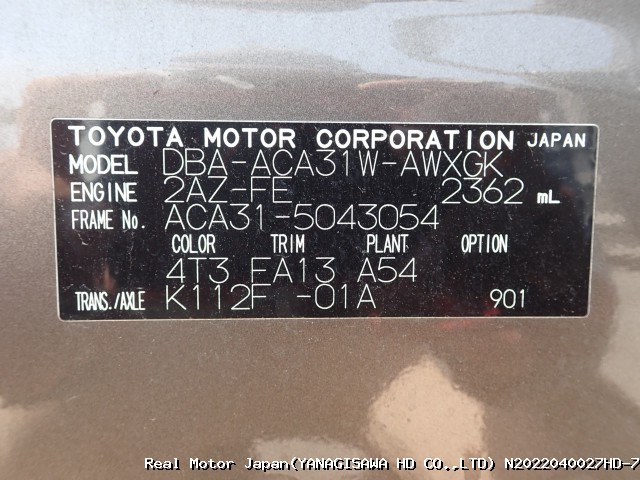 TOYOTA MOTOR CORPORATION JAPAN
MODEL DBA-ACA31W-AWXGK
ENGINE 2AZ-FE 2362 mL
FRAME No. ACA31-5043054
COLOR TRIM PLANT OPTION
4T3 FA13 A54
TRANS./AXLE K112F -01A 901
Real Motor Japan(YANAGISAWA HD CO.,LTD) N2022040027HD-7